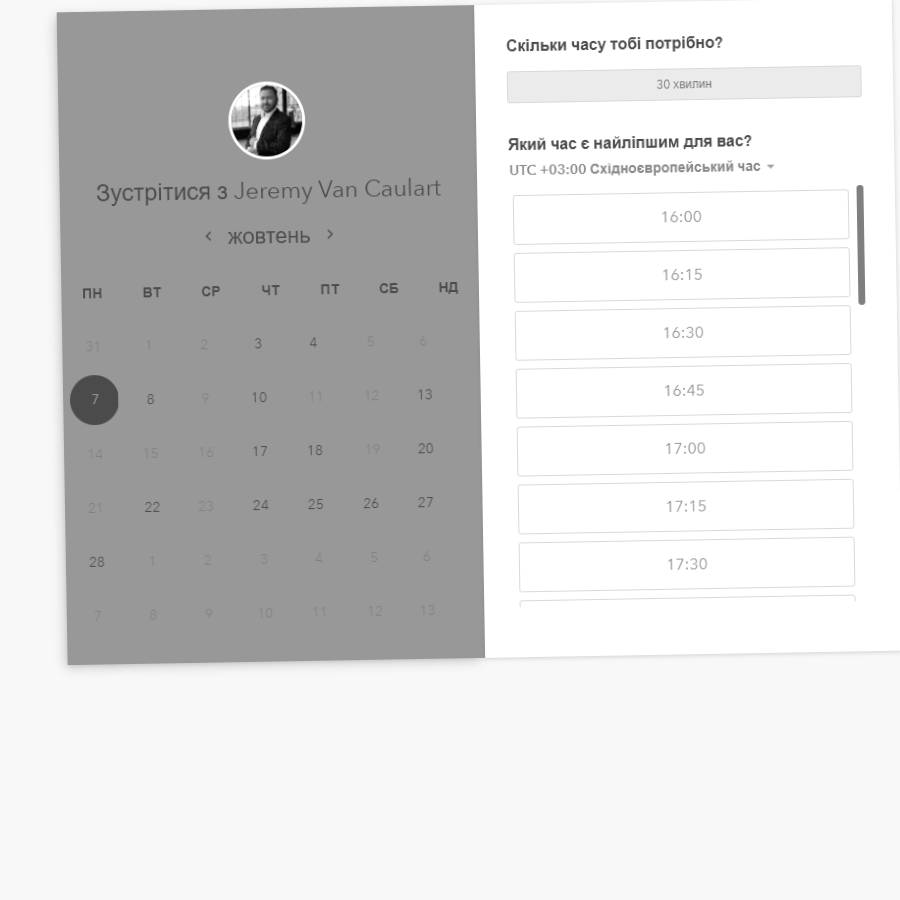 Зустрітися з Jeremy Van Caulart
жовтень
ПН ВТ СР ЧТ ПТ СБ НД
31 1 2 3 4 5 6
7 8 9 10 11 12 13
14 15 16 17 18 19 20
21 22 23 24 25 26 27
28 1 2 3 4 5 6
7 8 9 10 11 12 13
Скільки часу тобі потрібно?
30 хвилин
Який час є найліпшим для вас?
UTC +03:00 Східноєвропейський час
16:00
16:15
16:30
16:45
17:00
17:15
17:30